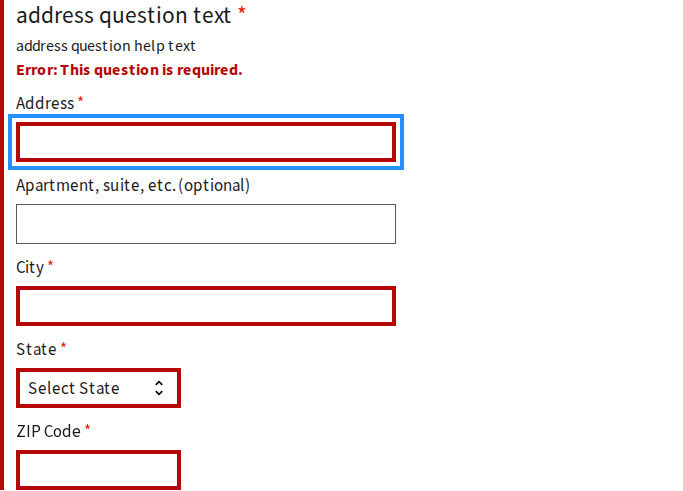 address question text *
address question help text
Error: This question is required.
Address *
Apartment, suite, etc. (optional)
City *
State *
Select State
ZIP Code *